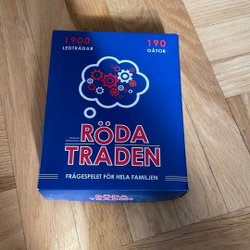 1900
LEDTRÅDAR
190
GÅTOR
RÖDA
TRÅDEN
FRÅGESPELET FÖR HELA FAMILJEN